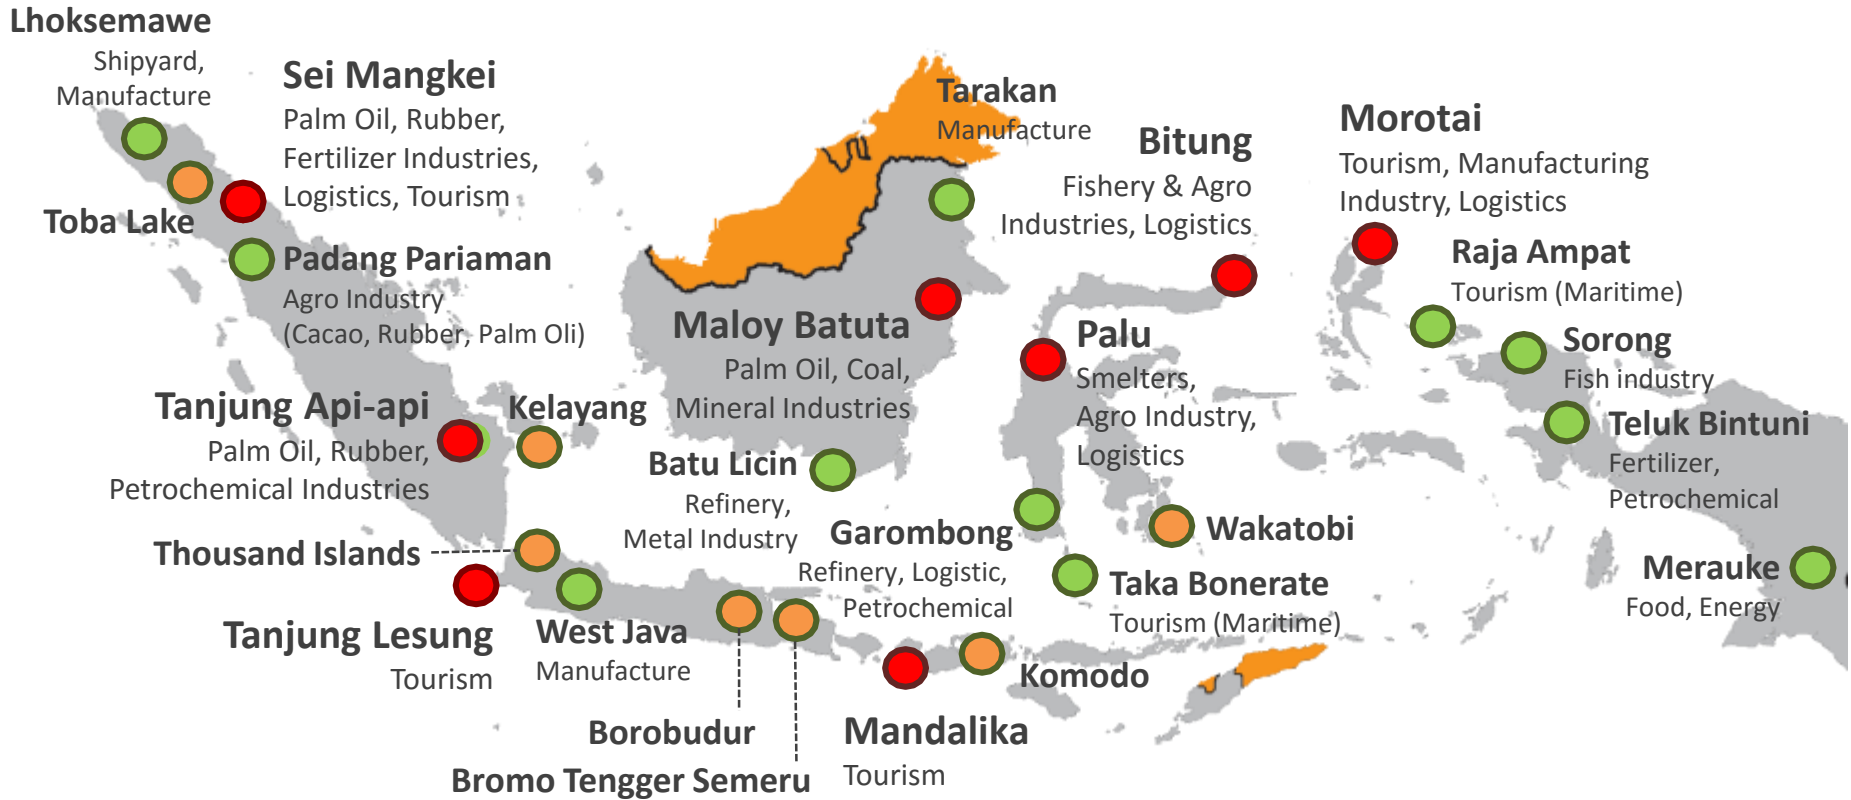 Lhoksemawe
Shipyard,
Manufacture
Sei Mangkei
Palm Oil, Rubber,
Fertilizer Industries,
Logistics, Tourism
Toba Lake
Padang Pariaman
Agro Industry
(Cacao, Rubber, Palm Oli)
Tanjung Api-api
Palm Oil, Rubber,
Petrochemical Industries
Kelayang
Thousand Islands
Tanjung Lesung
Tourism
West Java
Manufacture
Borobudur
Bromo Tengger Semeru
Tarakan
Manufacture
Maloy Batuta
Palm Oil, Coal,
Mineral Industries
Batu Licin
Refinery,
Metal Industry
Bitung
Fishery & Agro
Industries, Logistics
Palu
Smelters,
Agro Industry,
Logistics
Garombong
Refinery, Logistic,
Petrochemical
Wakatobi
Taka Bonerate
Tourism (Maritime)
Komodo
Mandalika
Tourism
Morotai
Tourism, Manufacturing
Industry, Logistics
Raja Ampat
Tourism (Maritime)
Sorong
Fish industry
Teluk Bintuni
Fertilizer,
Petrochemical
Merauke
Food, Energy